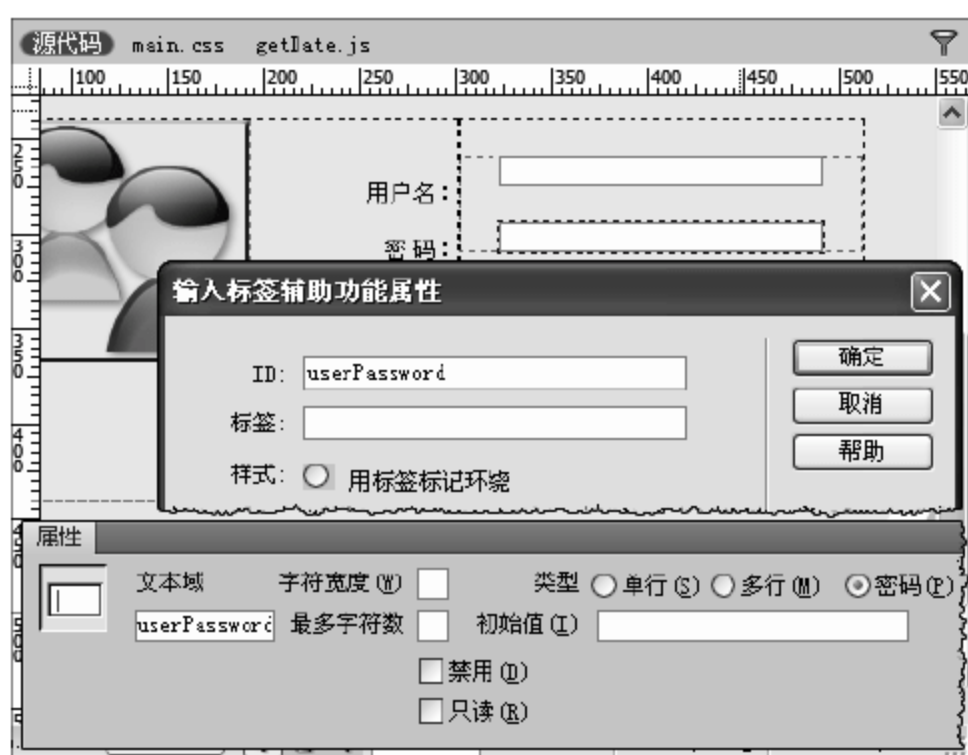 源代码 main.css getDate.js
100 150 200 250 300 350 400 450 500 550
250
300
350
400
用户名:
密码:
输入标签辅助功能属性
ID: userPassword 确定
标签: 取消
帮助
样式: 用标签标记环绕
属性
文本域 字符宽度(W) 类型 单行(S) 多行(M) 密码(P)
userPassword 最多字符数 初始值(I)
禁用(D)
只读(R)